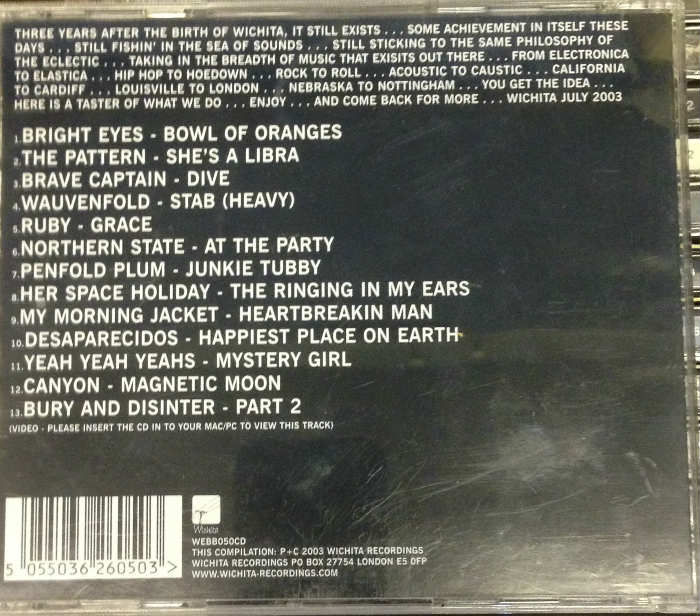 THREE YEARS AFTER THE BIRTH OF WICHITA, IT STILL EXISTS . . . SOME ACHIEVEMENT IN ITSELF THESE
DAYS . . . STILL FISHIN' IN THE SEA OF SOUNDS . . . STILL STICKING TO THE SAME PHILOSOPHY OF
THE ECLECTIC . . . TAKING IN THE BREADTH OF MUSIC THAT EXISITS OUT THERE . . . FROM ELECTRONICA
TO ELASTICA . . . HIP HOP TO HOEDOWN . . . ROCK TO ROLL . . . ACOUSTIC TO CAUSTIC . . . CALIFORNIA
TO CARDIFF . . . LOUISVILLE TO LONDON . . . NEBRASKA TO NOTTINGHAM . . . YOU GET THE IDEA . . .
HERE IS A TASTER OF WHAT WE DO . . . ENJOY . . . AND COME BACK FOR MORE . . . WICHITA JULY 2003
1. BRIGHT EYES - BOWL OF ORANGES
2. THE PATTERN - SHE'S A LIBRA
3. BRAVE CAPTAIN - DIVE
4. WAUVENFOLD - STAB (HEAVY)
5. RUBY - GRACE
6. NORTHERN STATE - AT THE PARTY
7. PENFOLD PLUM - JUNKIE TUBBY
8. HER SPACE HOLIDAY - THE RINGING IN MY EARS
9. MY MORNING JACKET - HEARTBREAKIN MAN
10. DESAPARECIDOS - HAPPIEST PLACE ON EARTH
11. YEAH YEAH YEAHS - MYSTERY GIRL
12. CANYON - MAGNETIC MOON
13. BURY AND DISINTER - PART 2
(VIDEO - PLEASE INSERT THE CD IN TO YOUR MAC/PC TO VIEW THIS TRACK)
Wichita
WEBB050CD
THIS COMPILATION: P+C 2003 WICHITA RECORDINGS
WICHITA RECORDINGS PO BOX 27754 LONDON E5 0FP
WWW.WICHITA-RECORDINGS.COM
5 055036 260503 >